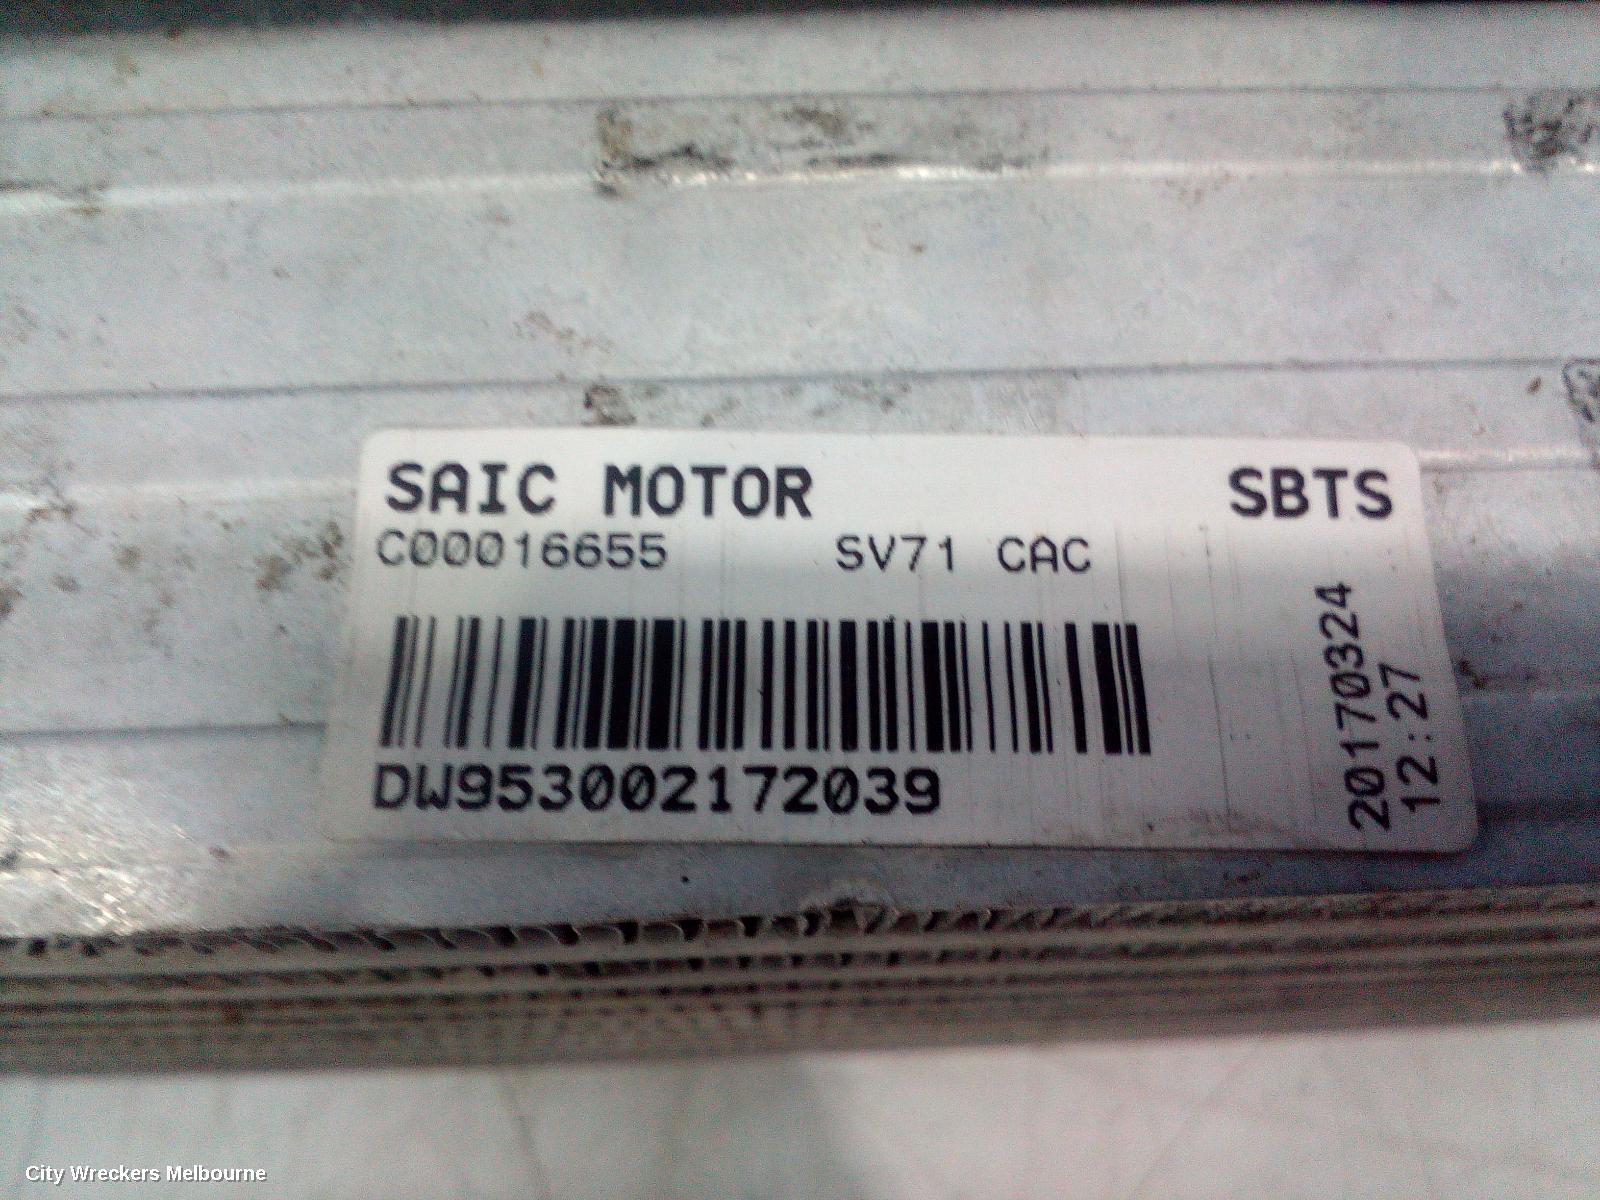 SAIC MOTOR SBTS
C00016655 SV71 CAC
DW953002172039
20170324
12:27
City Wreckers Melbourne